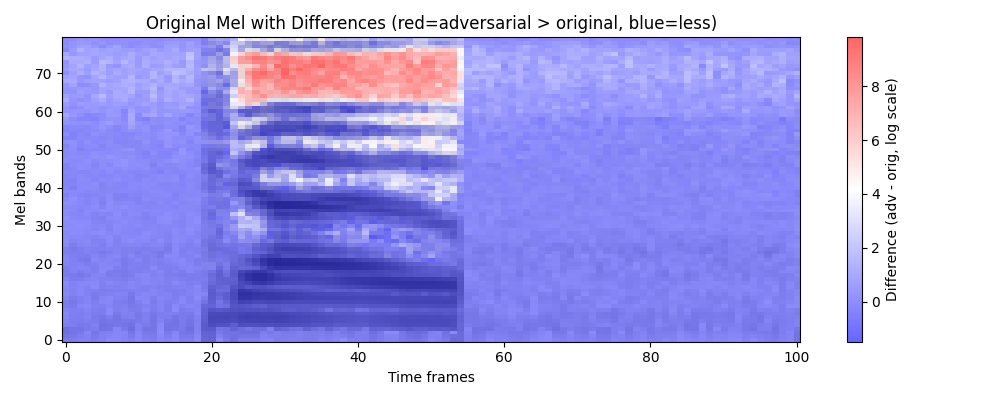 Original Mel with Differences (red=adversarial > original, blue=less)
Mel bands
70
60
50
40
30
20
10
0
0 20 40 60 80 100
Time frames
8
6
4
2
0
Difference (adv - orig, log scale)